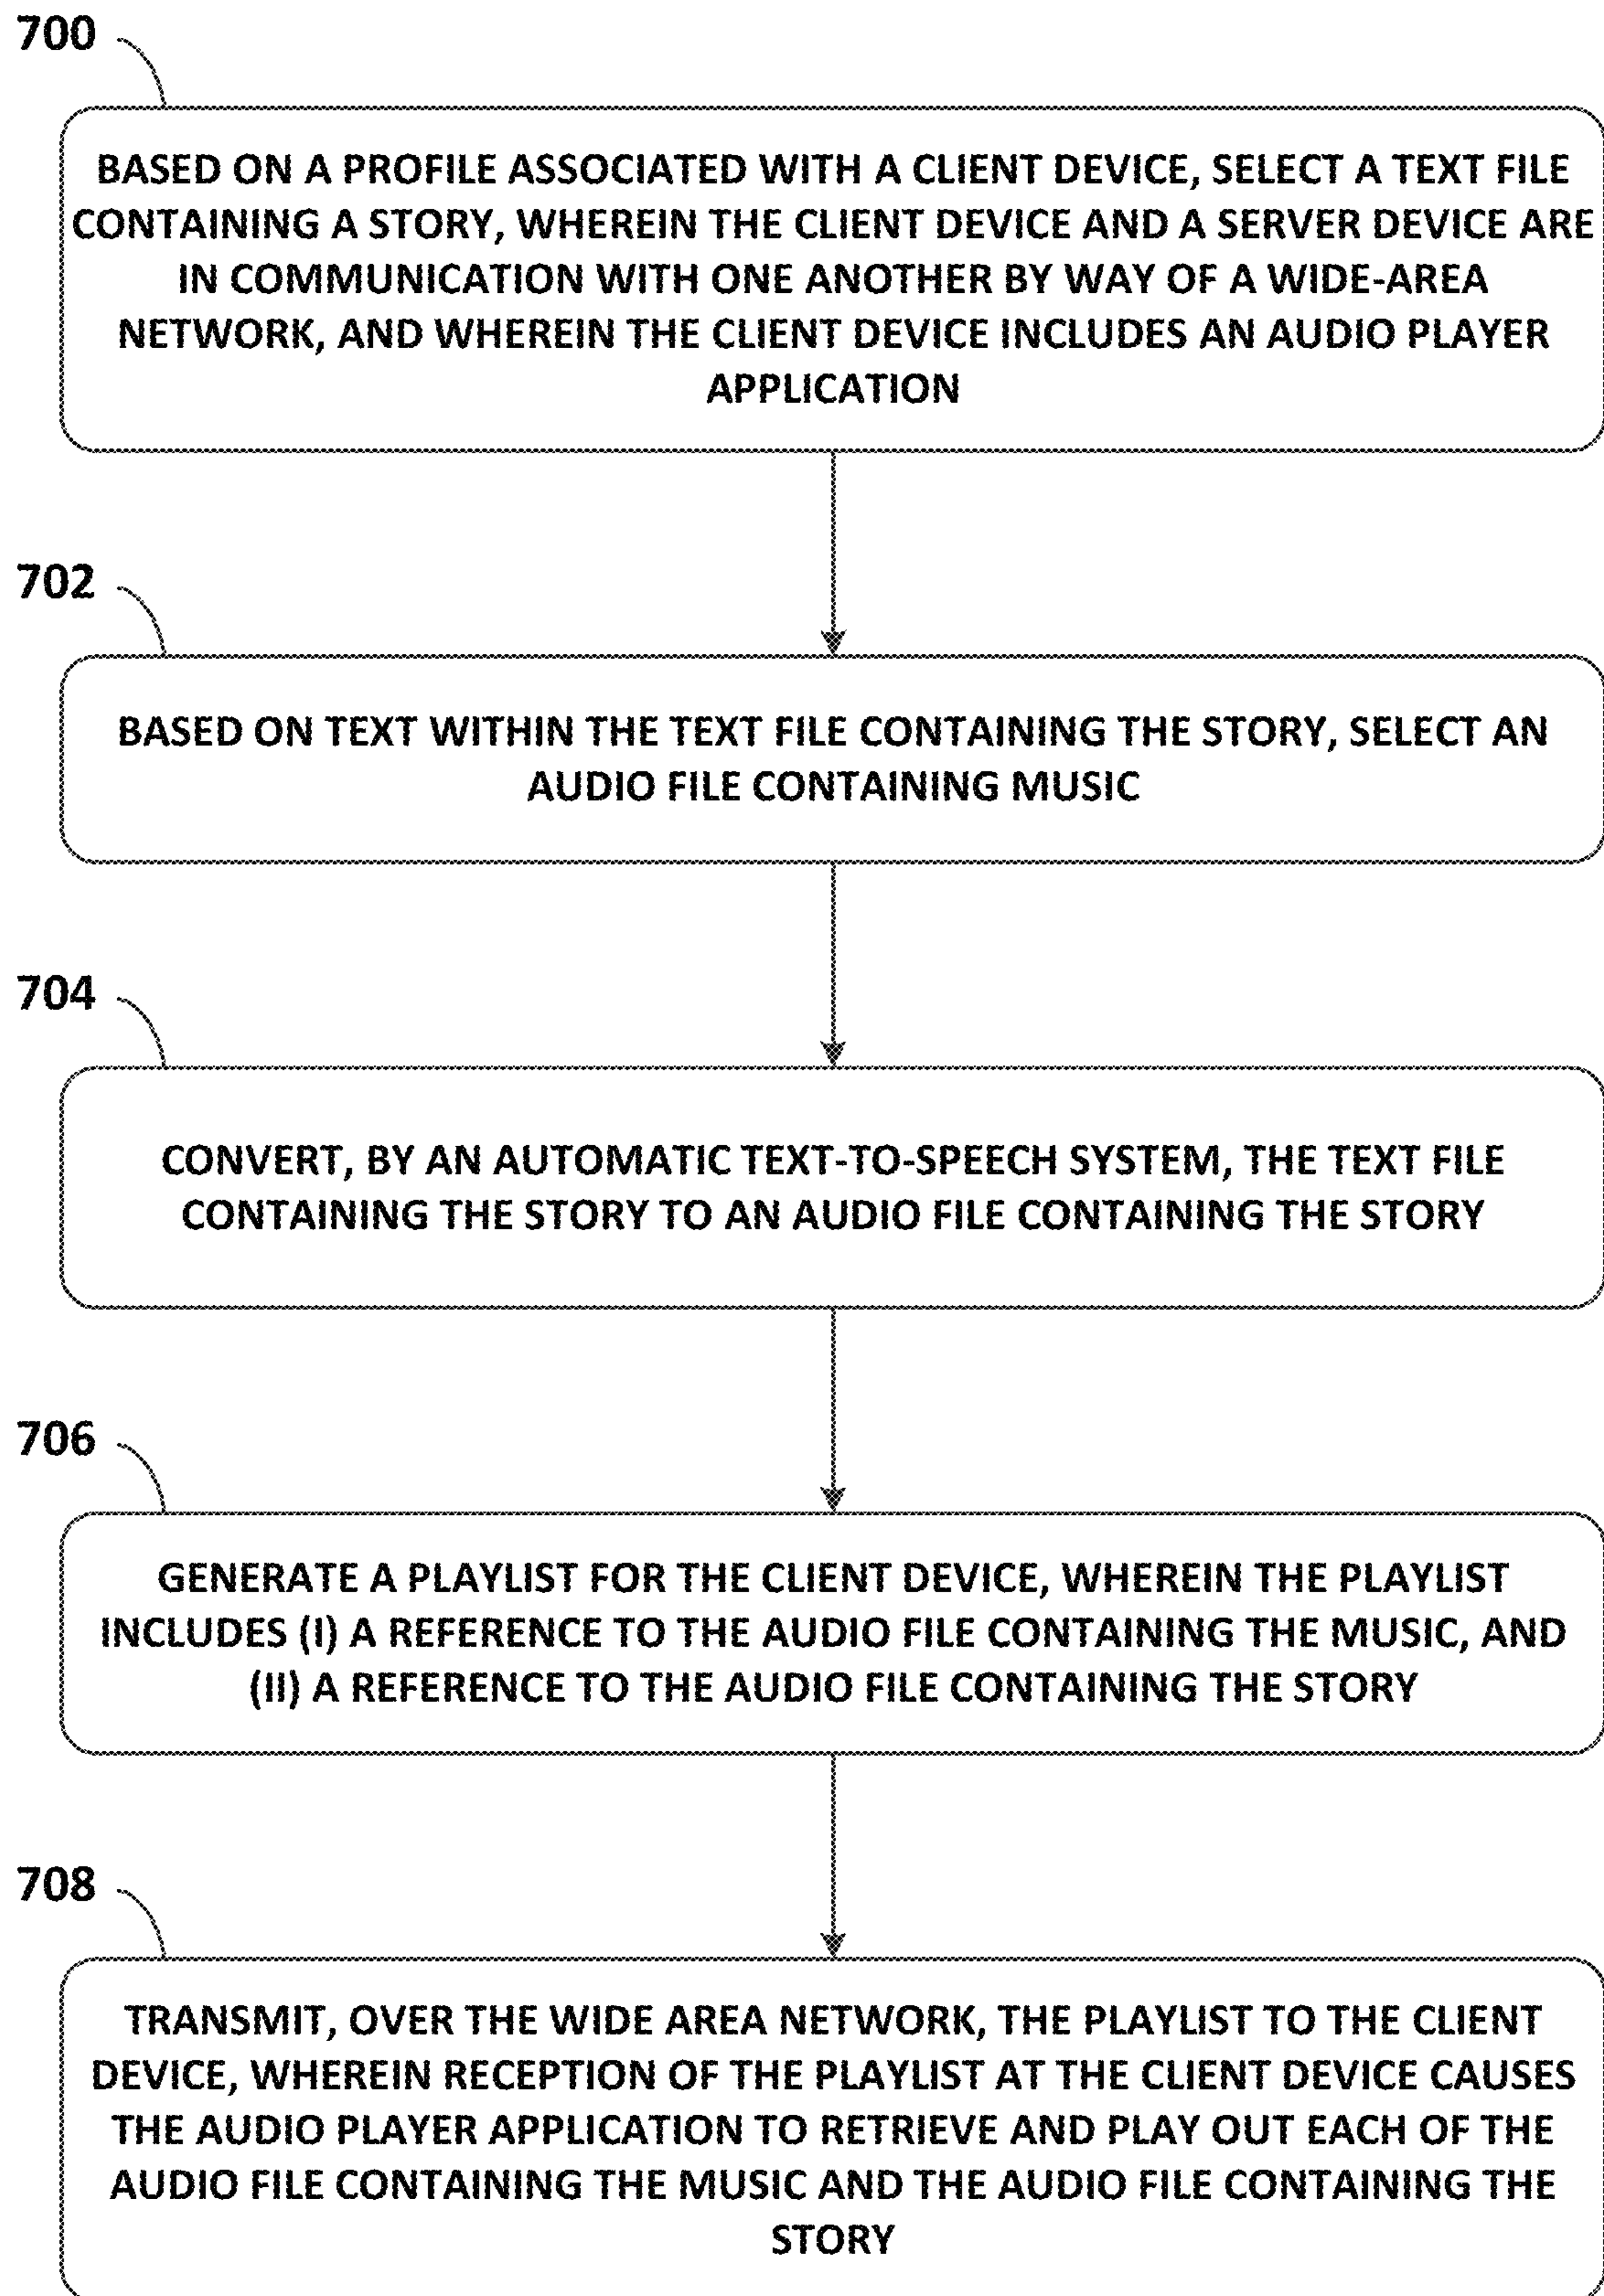 700
BASED ON A PROFILE ASSOCIATED WITH A CLIENT DEVICE, SELECT A TEXT FILE
CONTAINING A STORY, WHEREIN THE CLIENT DEVICE AND A SERVER DEVICE ARE
IN COMMUNICATION WITH ONE ANOTHER BY WAY OF A WIDE-AREA
NETWORK, AND WHEREIN THE CLIENT DEVICE INCLUDES AN AUDIO PLAYER
APPLICATION
702
BASED ON TEXT WITHIN THE TEXT FILE CONTAINING THE STORY, SELECT AN
AUDIO FILE CONTAINING MUSIC
704
CONVERT, BY AN AUTOMATIC TEXT-TO-SPEECH SYSTEM, THE TEXT FILE
CONTAINING THE STORY TO AN AUDIO FILE CONTAINING THE STORY
706
GENERATE A PLAYLIST FOR THE CLIENT DEVICE, WHEREIN THE PLAYLIST
INCLUDES (I) A REFERENCE TO THE AUDIO FILE CONTAINING THE MUSIC, AND
(II) A REFERENCE TO THE AUDIO FILE CONTAINING THE STORY
708
TRANSMIT, OVER THE WIDE AREA NETWORK, THE PLAYLIST TO THE CLIENT
DEVICE, WHEREIN RECEPTION OF THE PLAYLIST AT THE CLIENT DEVICE CAUSES
THE AUDIO PLAYER APPLICATION TO RETRIEVE AND PLAY OUT EACH OF THE
AUDIO FILE CONTAINING THE MUSIC AND THE AUDIO FILE CONTAINING THE
STORY